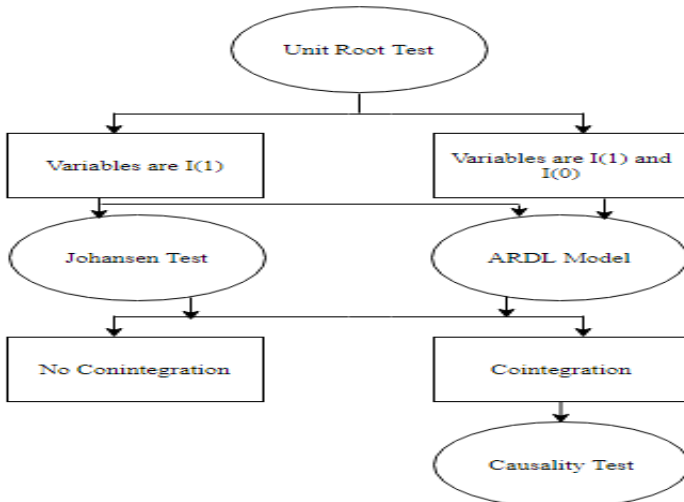 Unit Root Test
Variables are I(1)
Variables are I(1) and
I(0)
Johansen Test
ARDL Model
No Conintegration
Cointegration
Causality Test